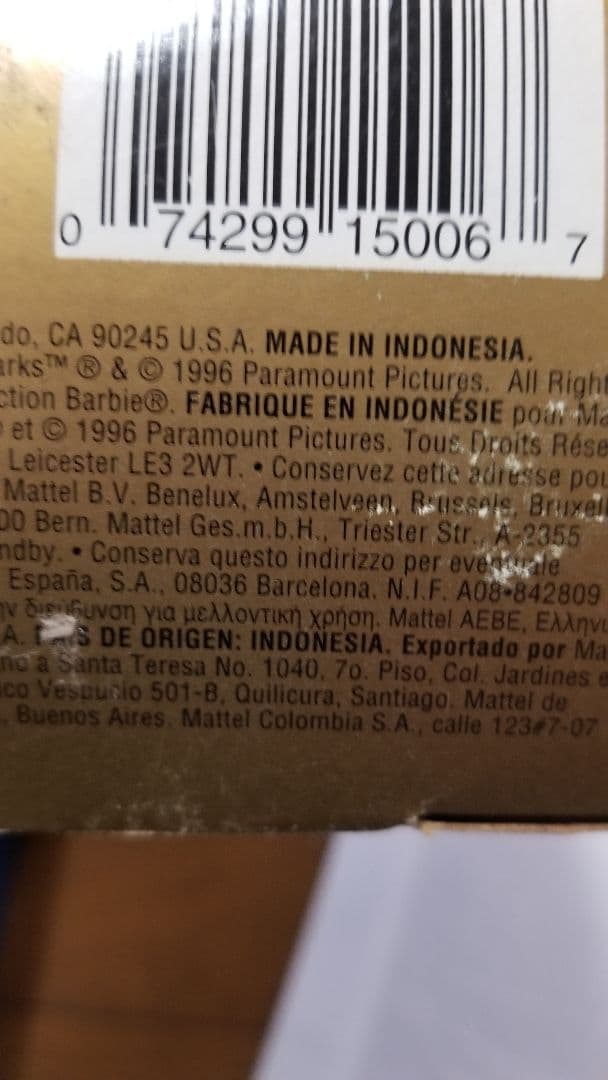 0 74299 15006 7
do, CA 90245 U.S.A. MADE IN INDONESIA.
arks™ ® & © 1996 Paramount Pictures. All Right
ction Barbie®. FABRIQUE EN INDONÉSIE pour Ma
et © 1996 Paramount Pictures. Tous Droits Rése
Leicester LE3 2WT. • Conservez cette adresse pou
Mattel B.V. Benelux, Amstelveen, Brussels, Bruxell
00 Bern. Mattel Ges.m.b.H., Triester Str., A-2355
ndby. • Conserva questo indirizzo per eventuale
España, S.A., 08036 Barcelona. N.I.F. A08-842809
ην διεύθυνση για μελλοντική χρήση. Mattel AEBE, Ελληνι
A. PAIS DE ORIGEN: INDONESIA. Exportado por Ma
no a Santa Teresa No. 1040, 7o. Piso, Col. Jardines e
ico Vespucio 501-B, Quilicura, Santiago. Mattel de
, Buenos Aires. Mattel Colombia S.A., calle 123#7-07